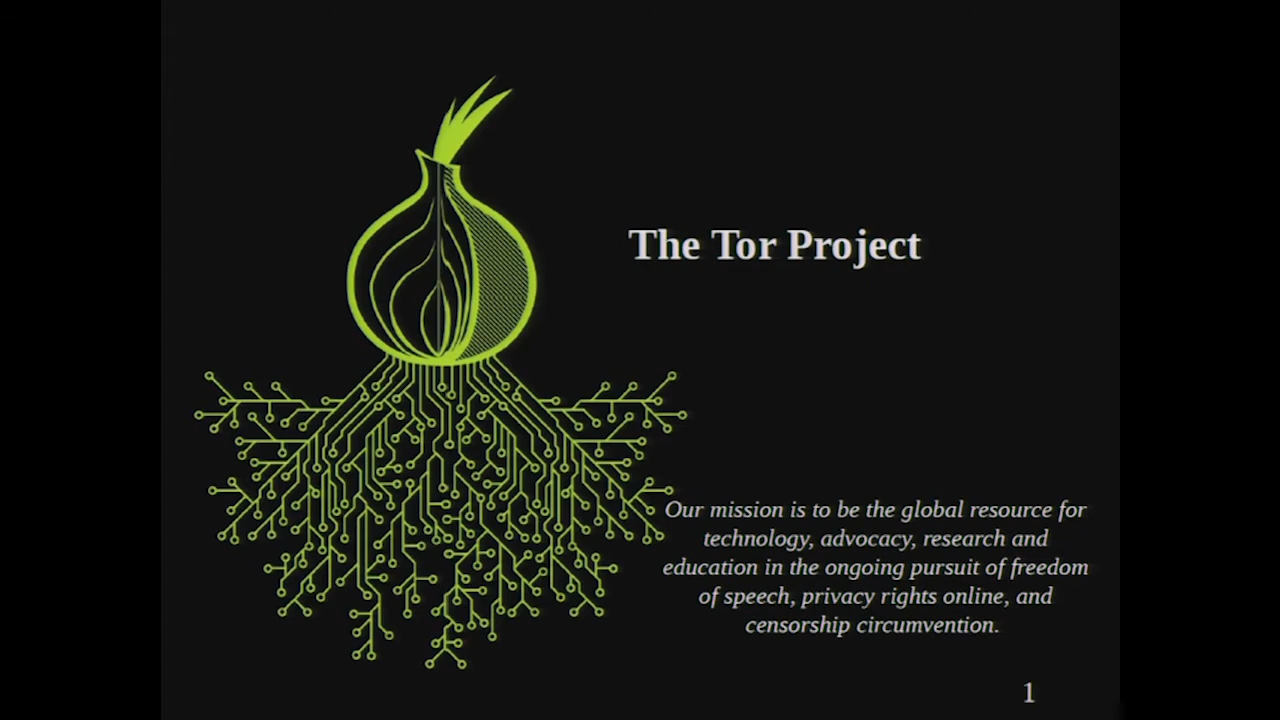 The Tor Project
Our mission is to be the global resource for
technology, advocacy, research and
education in the ongoing pursuit of freedom
of speech, privacy rights online, and
censorship circumvention.
1